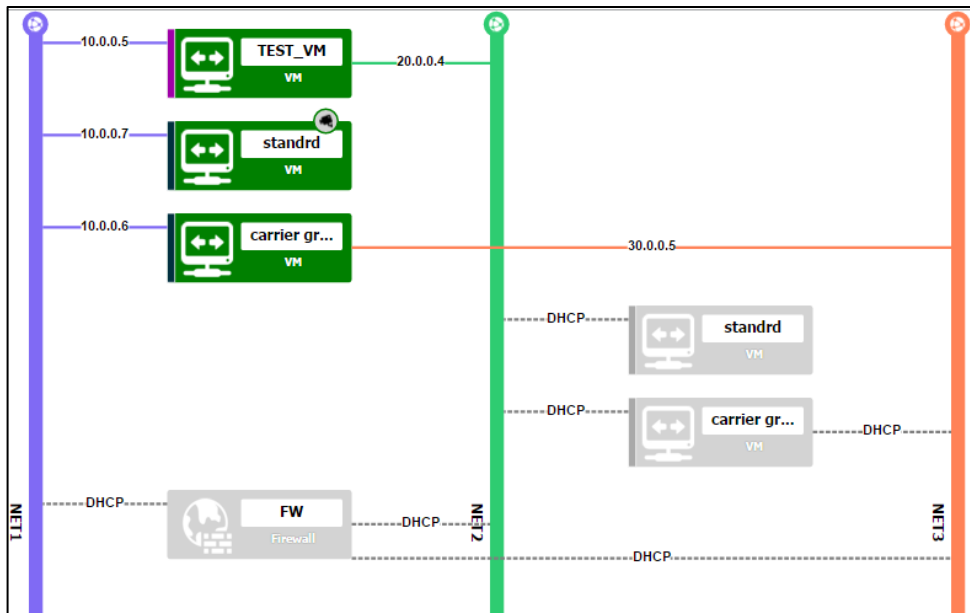 10.0.0.5
TEST_VM
VM
20.0.0.4
10.0.0.7
standrd
VM
10.0.0.6
carrier gr...
VM
30.0.0.5
DHCP
standrd
VM
DHCP
carrier gr...
VM
DHCP
DHCP
FW
Firewall
DHCP
DHCP
NET1
NET2
NET3